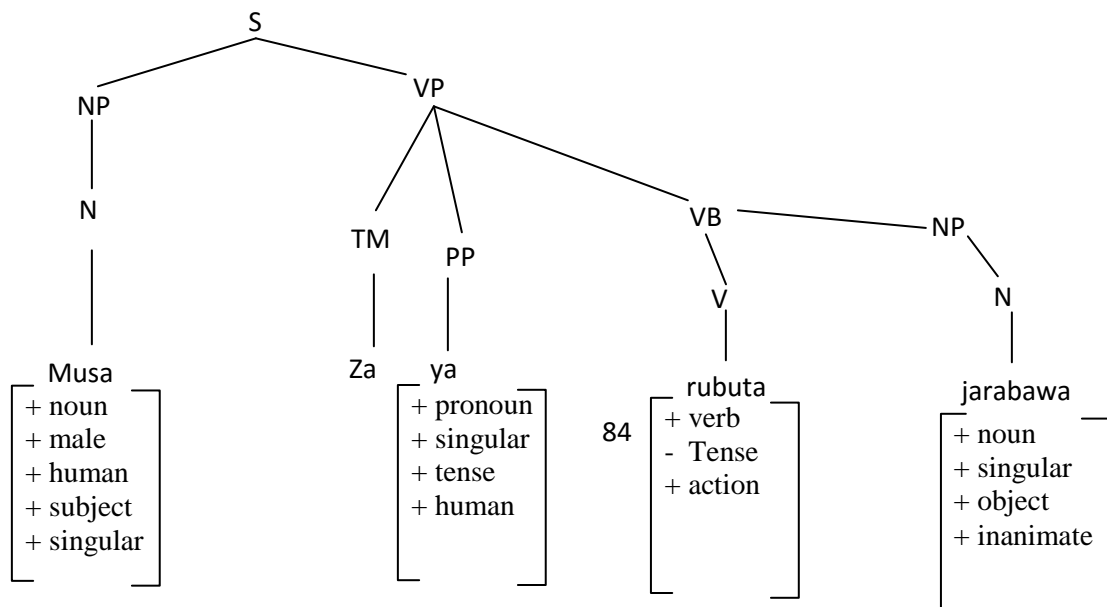 S
NP
VP
N
TM
PP
VB
NP
V
N
Musa
Za
ya
rubuta
jarabawa
+ noun
+ male
+ human
+ subject
+ singular
+ pronoun
+ singular
+ tense
+ human
84
+ verb
- Tense
+ action
+ noun
+ singular
+ object
+ inanimate